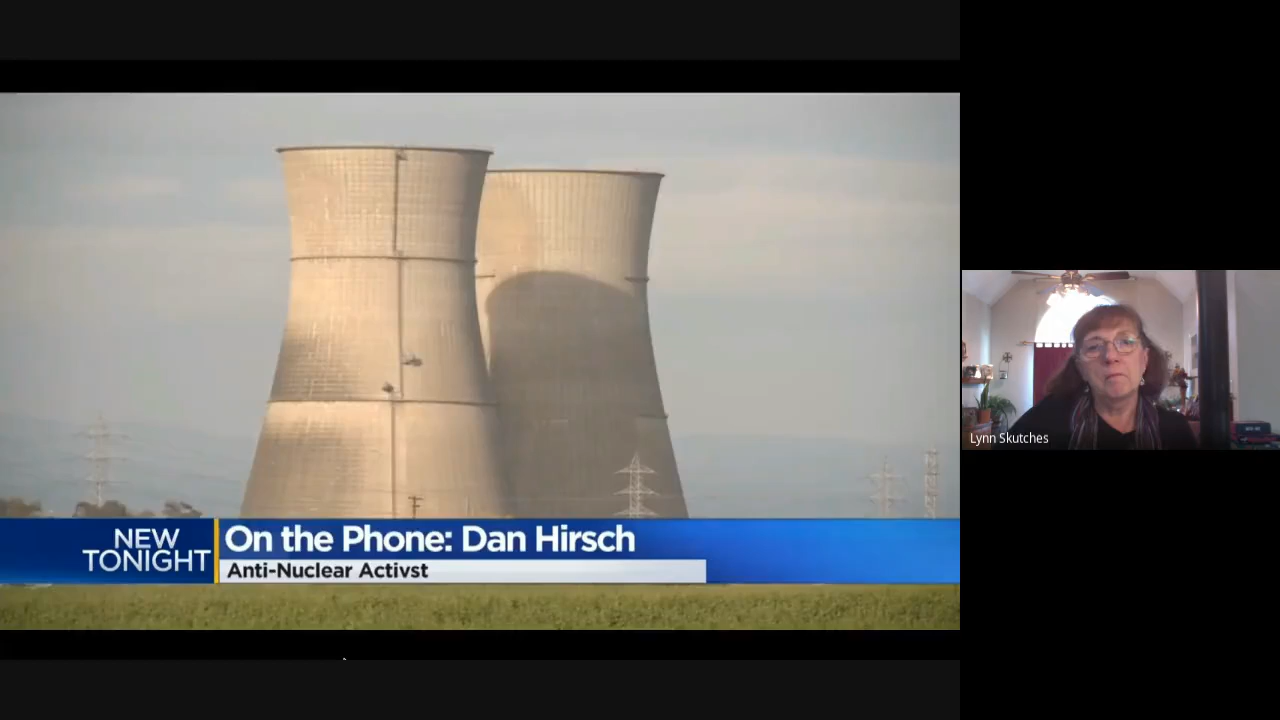 NEW
TONIGHT
On the Phone: Dan Hirsch
Anti-Nuclear Activst
Lynn Skutches